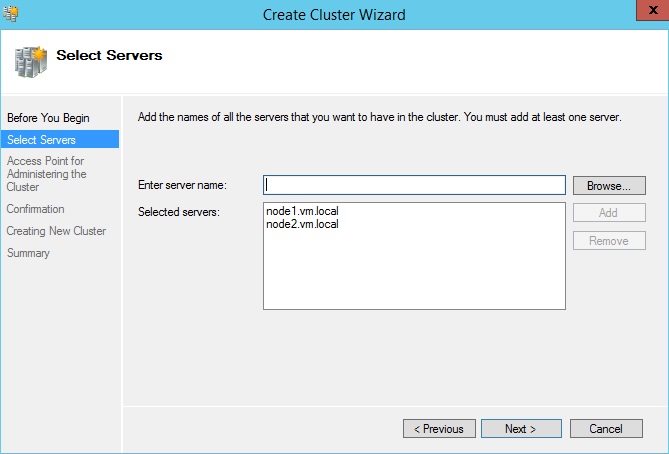 Create Cluster Wizard
x
Select Servers
Before You Begin
Select Servers
Access Point for
Administering the
Cluster
Confirmation
Creating New Cluster
Summary
Add the names of all the servers that you want to have in the cluster. You must add at least one server.
Enter server name:
Browse...
Selected servers:
node1.vm.local
node2.vm.local
Add
Remove
< Previous
Next >
Cancel